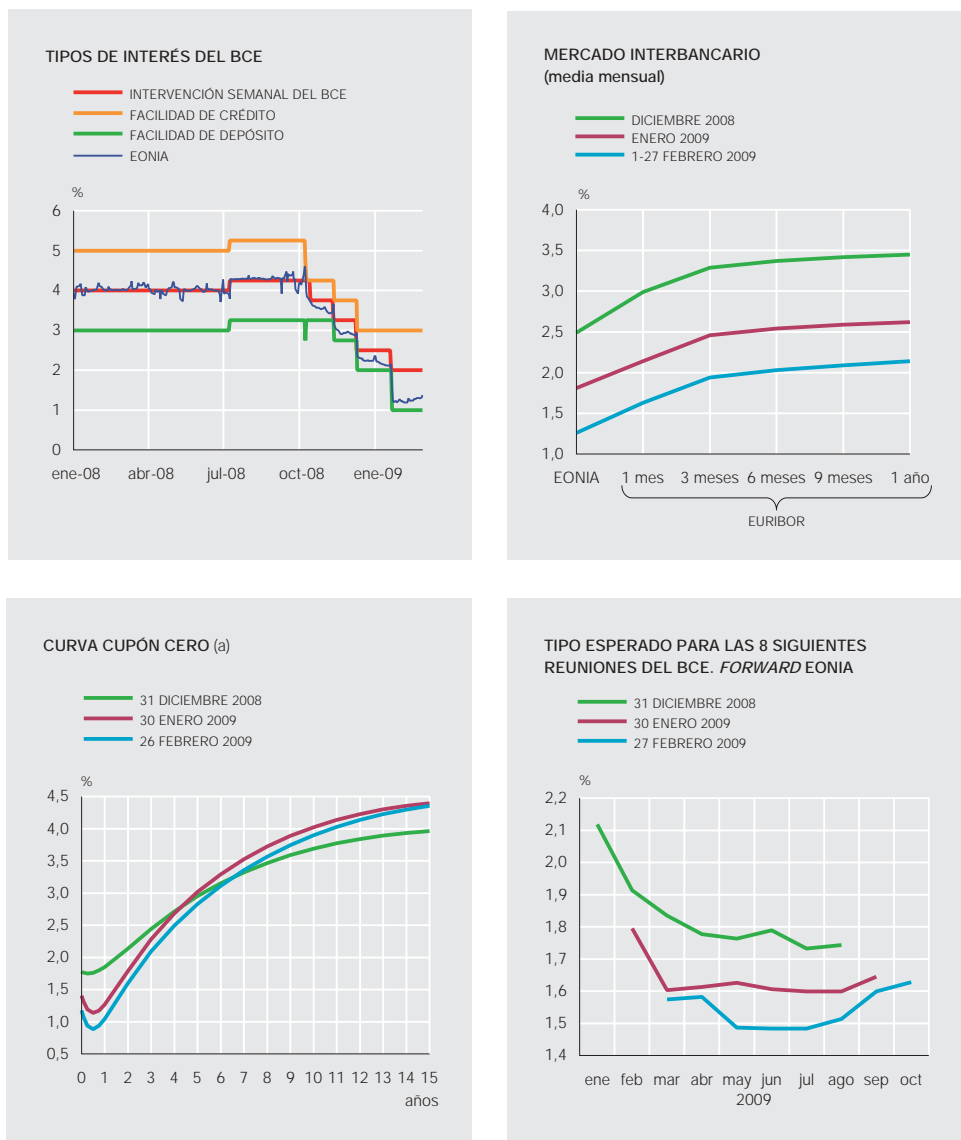 TIPOS DE INTERÉS DEL BCE
INTERVENCIÓN SEMANAL DEL BCE
FACILIDAD DE CRÉDITO
FACILIDAD DE DEPÓSITO
EONIA
%
6
5
4
3
2
1
0
ene-08 abr-08 jul-08 oct-08 ene-09
MERCADO INTERBANCARIO
(media mensual)
DICIEMBRE 2008
ENERO 2009
1-27 FEBRERO 2009
%
4,0
3,5
3,0
2,5
2,0
1,5
1,0
EONIA 1 mes 3 meses 6 meses 9 meses 1 año
EURIBOR
CURVA CUPÓN CERO (a)
31 DICIEMBRE 2008
30 ENERO 2009
26 FEBRERO 2009
%
4,5
4,0
3,5
3,0
2,5
2,0
1,5
1,0
0,5
0 1 2 3 4 5 6 7 8 9 10 11 12 13 14 15
años
TIPO ESPERADO PARA LAS 8 SIGUIENTES
REUNIONES DEL BCE. FORWARD EONIA
31 DICIEMBRE 2008
30 ENERO 2009
27 FEBRERO 2009
%
2,2
2,1
2,0
1,9
1,8
1,7
1,6
1,5
1,4
ene feb mar abr may jun jul ago sep oct
2009